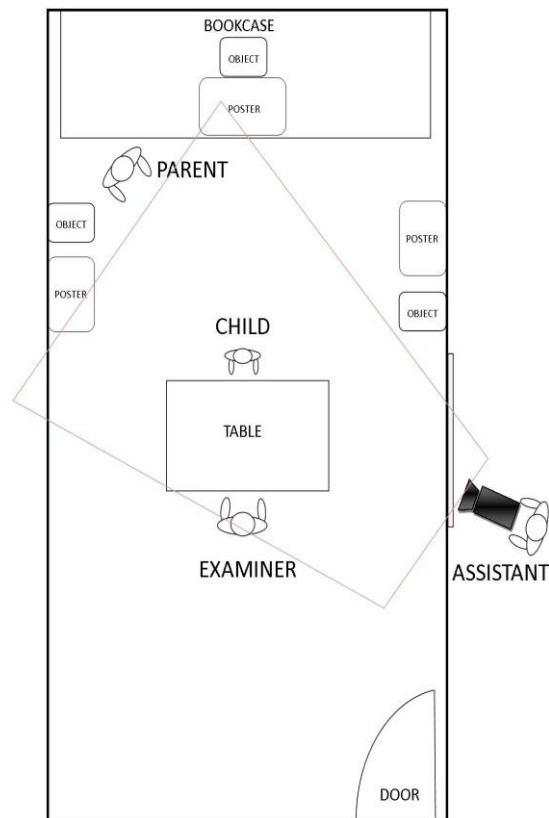 BOOKCASE
OBJECT
POSTER
PARENT
OBJECT
POSTER
POSTER
OBJECT
CHILD
TABLE
EXAMINER
ASSISTANT
DOOR